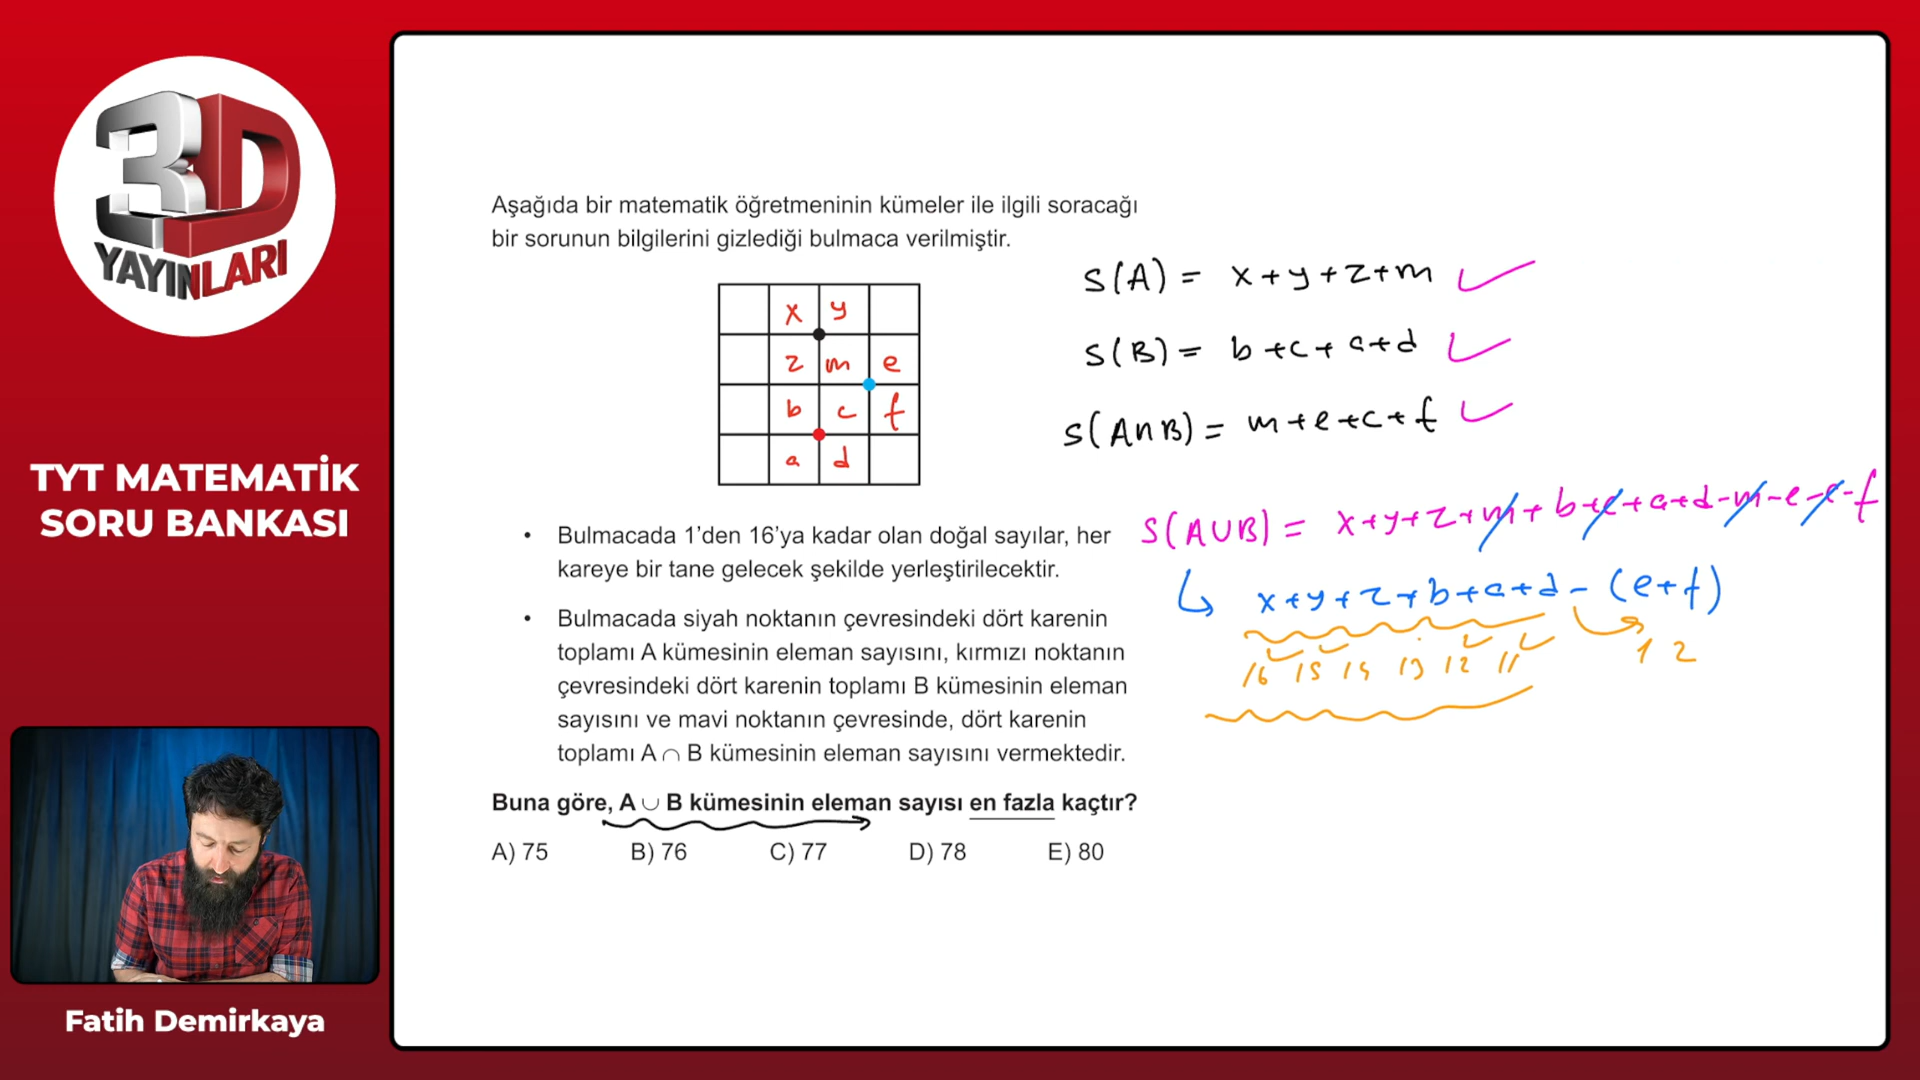 3D
YAYINLARI
TYT MATEMATİK
SORU BANKASI
Fatih Demirkaya
Aşağıda bir matematik öğretmeninin kümeler ile ilgili soracağı
bir sorunun bilgilerini gizlediği bulmaca verilmiştir.
x y
z m e
b c f
a d
• Bulmacada 1’den 16’ya kadar olan doğal sayılar, her
kareye bir tane gelecek şekilde yerleştirilecektir.
• Bulmacada siyah noktanın çevresindeki dört karenin
toplamı A kümesinin eleman sayısını, kırmızı noktanın
çevresindeki dört karenin toplamı B kümesinin eleman
sayısını ve mavi noktanın çevresinde, dört karenin
toplamı A ∩ B kümesinin eleman sayısını vermektedir.
Buna göre, A ∪ B kümesinin eleman sayısı en fazla kaçtır?
A) 75 B) 76 C) 77 D) 78 E) 80
s(A) = x+y+z+m
s(B) = b+c+a+d
s(A∩B) = m+e+c+f
s(A∪B) = x+y+z+m+b+c+a+d-m-e-c-f
x+y+z+b+a+d-(e+f)
16 15 14 13 12 11 1 2